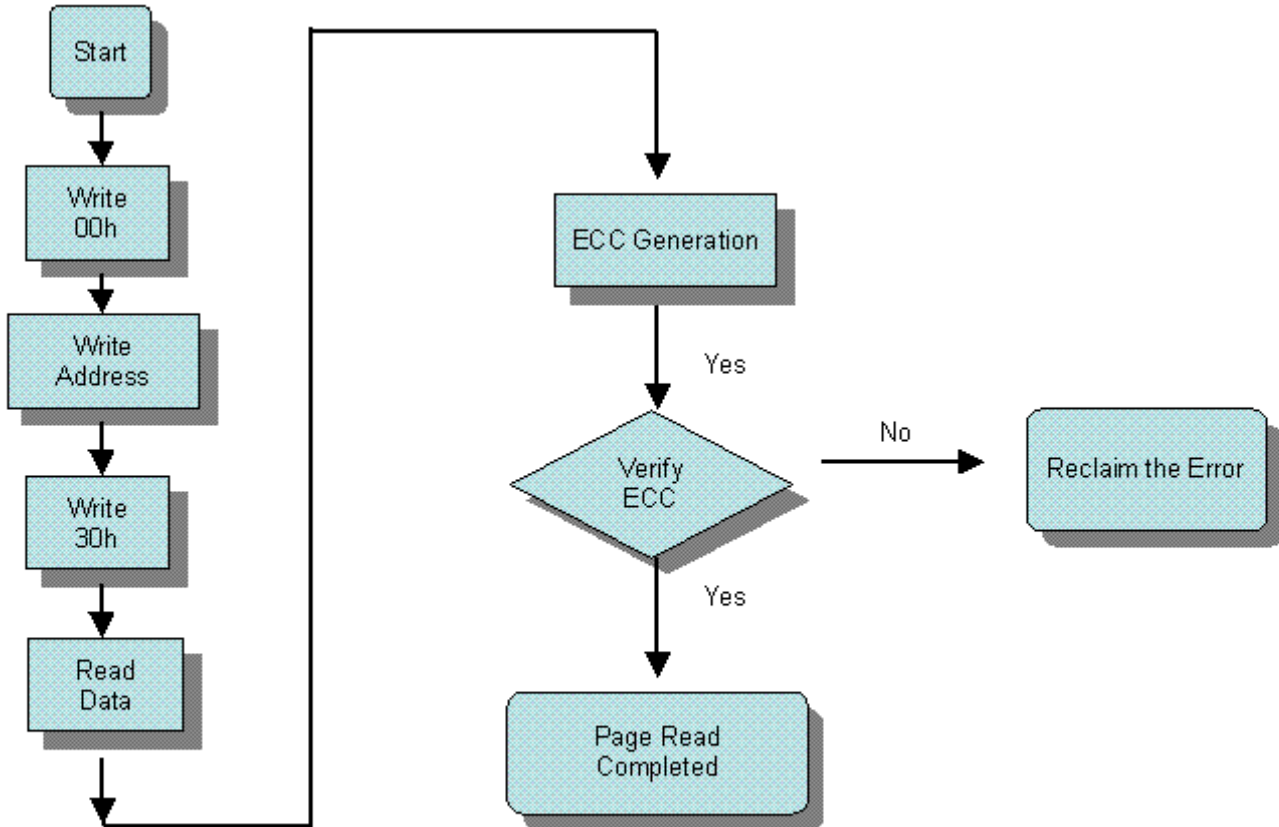 Start
Write
00h
Write
Address
Write
30h
Read
Data
ECC Generation
Yes
Verify
ECC
No
Reclaim the Error
Yes
Page Read
Completed